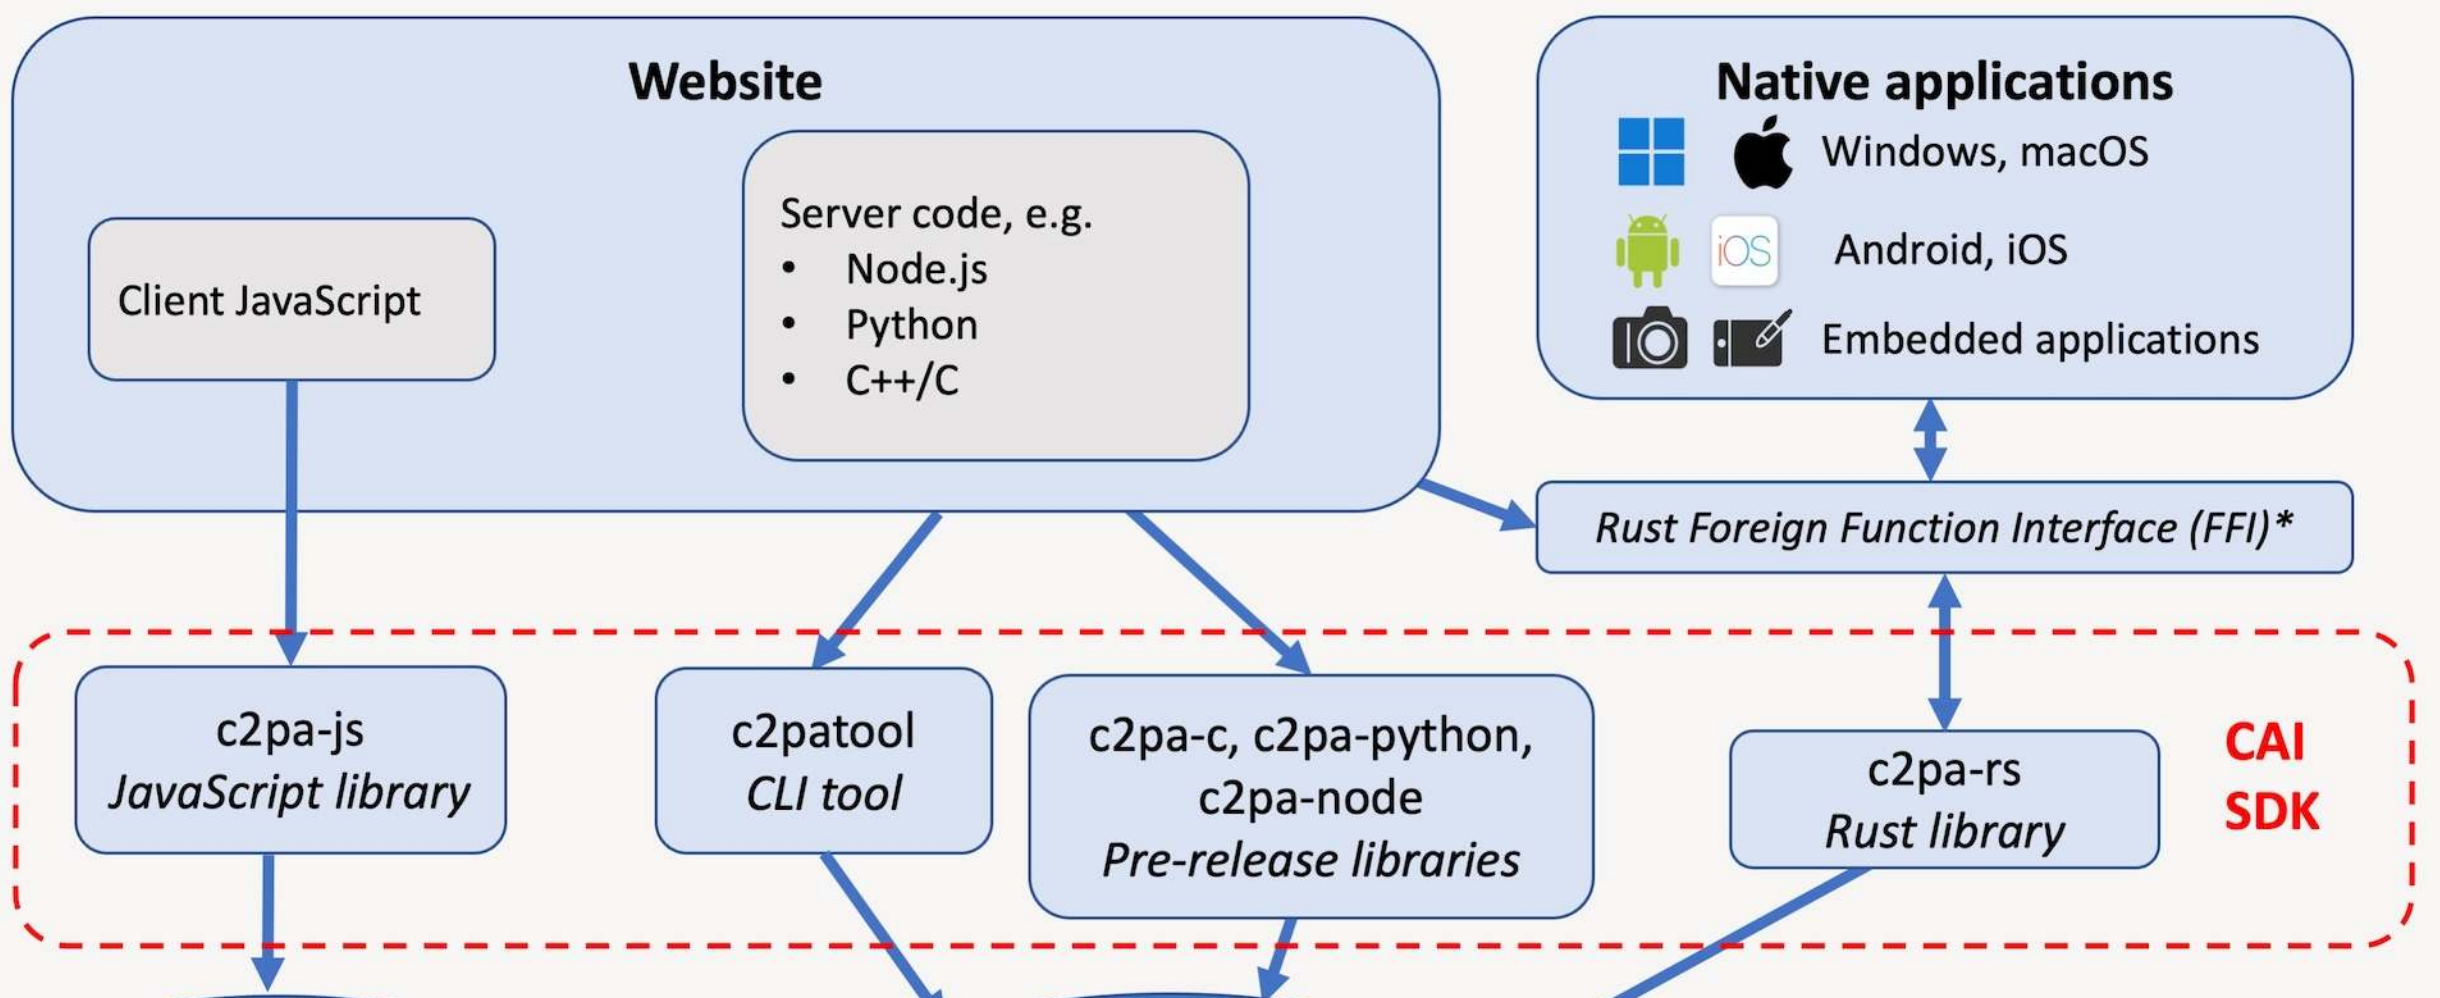 Website
Client JavaScript
Server code, e.g.
• Node.js
• Python
• C++/C
Native applications
Windows, macOS
iOS
Android, iOS
Embedded applications
Rust Foreign Function Interface (FFI)*
c2pa-js
JavaScript library
c2patool
CLI tool
c2pa-c, c2pa-python,
c2pa-node
Pre-release libraries
c2pa-rs
Rust library
CAI
SDK